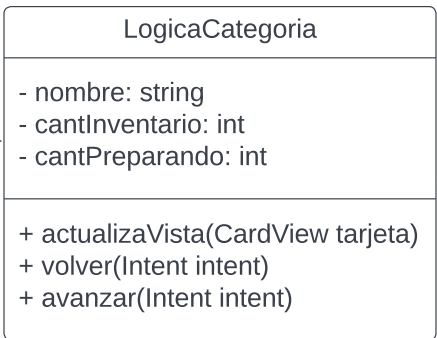 LogicaCategoria
- nombre: string
- cantInventario: int
- cantPreparando: int
+ actualizaVista(CardView tarjeta)
+ volver(Intent intent)
+ avanzar(Intent intent)